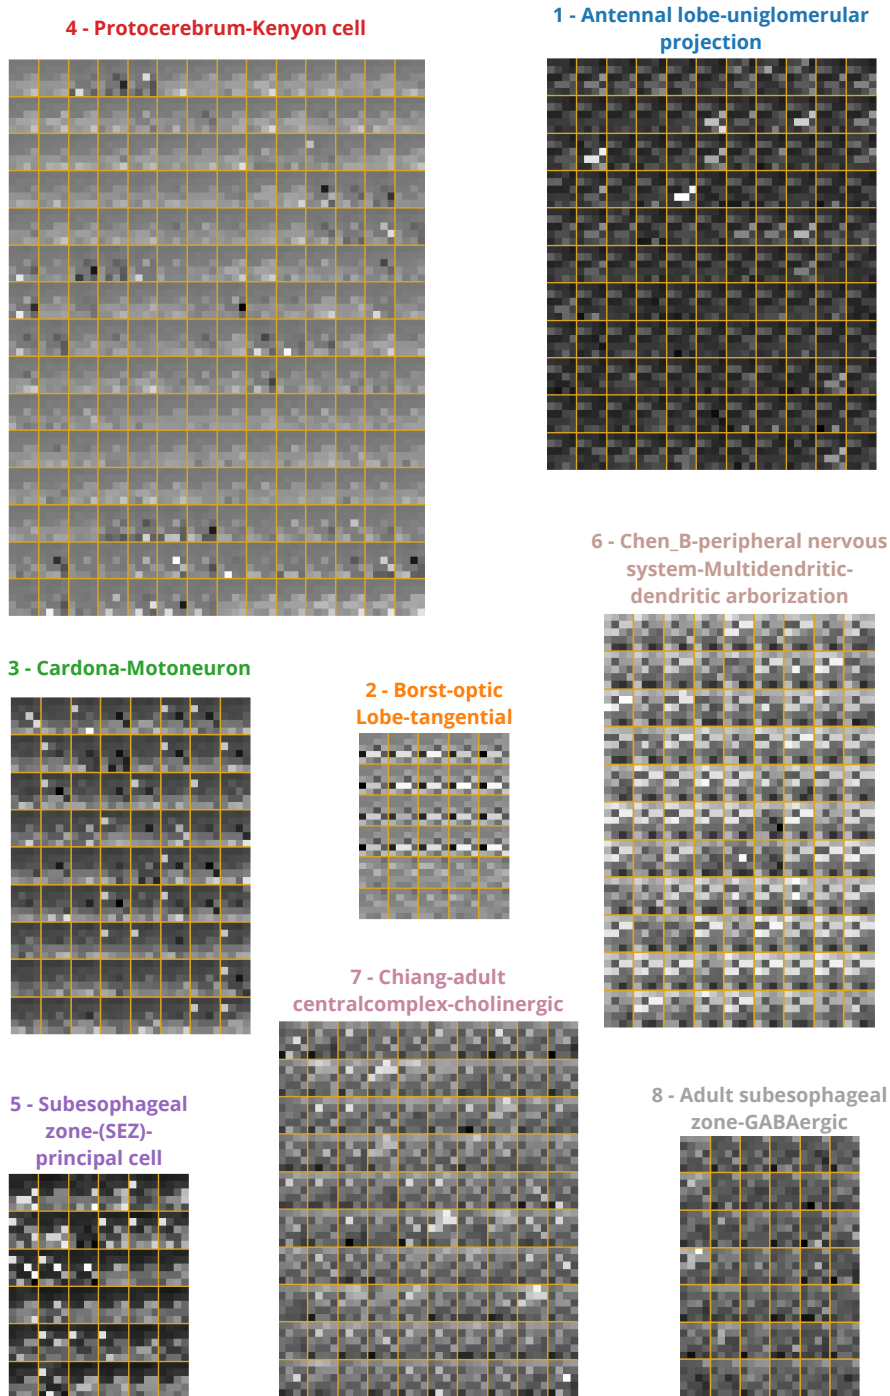 4 - Protocerebrum-Kenyon cell
1 - Antennal lobe-uniglomerular
projection
6 - Chen_B-peripheral nervous
system-Multidendritic-
dendritic arborization
3 - Cardona-Motoneuron
2 - Borst-optic
Lobe-tangential
7 - Chiang-adult
centralcomplex-cholinergic
5 - Subesophageal
zone-(SEZ)-
principal cell
8 - Adult subesophageal
zone-GABAergic